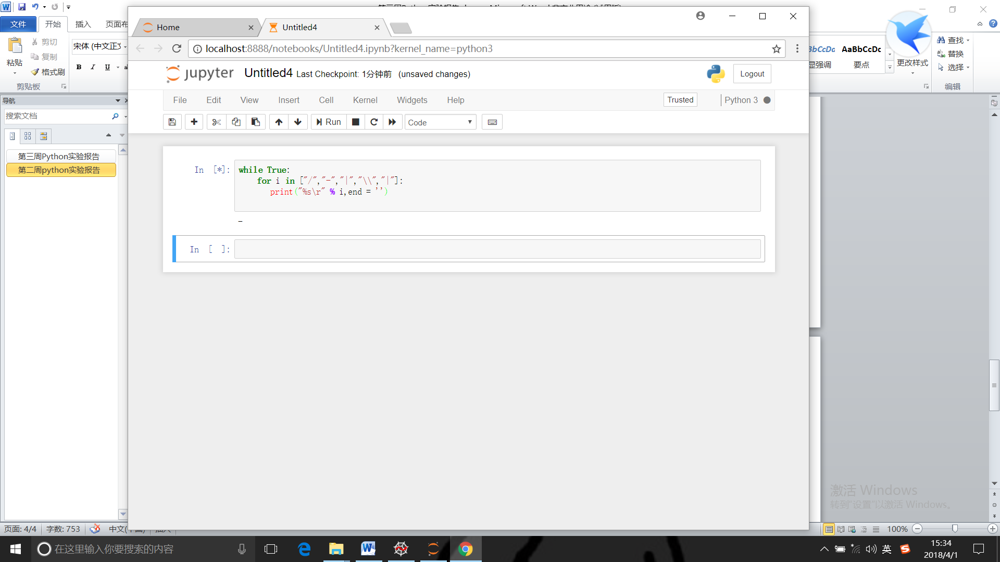 文件
开始
插入
页面布
剪切
复制
粘贴
格式刷
剪贴板
宋体 (中文正文
B I U
导航
搜索文档
第三周Python实验报告
第二周python实验报告
Home
Untitled4
localhost:8888/notebooks/Untitled4.ipynb?kernel_name=python3
jupyter Untitled4 Last Checkpoint: 1分钟前 (unsaved changes)
Logout
File Edit View Insert Cell Kernel Widgets Help
Trusted
Python 3
Run
Code
In [*]:
while True:
for i in ["/","-","|","\\","|"]:
print("%s\r" % i,end = '')
-
In [ ]:
AaBbCcDc
显强调
要点
更改样式
查找
替换
选择
编辑
激活 Windows
转到"设置"以激活 Windows。
页面: 4/4
字数: 753
100%
在这里输入你要搜索的内容
英
15:34
2018/4/1